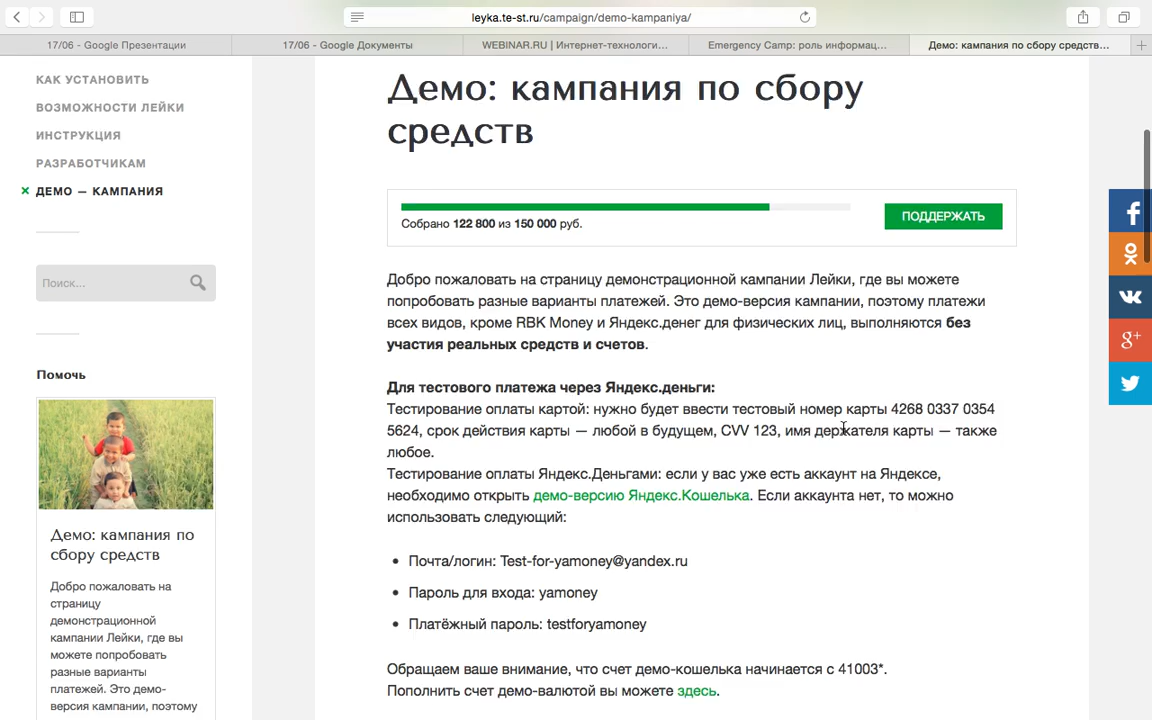 leyka.te-st.ru/campaign/demo-kampaniya/
17/06 - Google Презентации
17/06 - Google Документы
WEBINAR.RU | Интернет-технологи...
Emergency Camp: роль информац...
Демо: кампания по сбору средств...
КАК УСТАНОВИТЬ
ВОЗМОЖНОСТИ ЛЕЙКИ
ИНСТРУКЦИЯ
РАЗРАБОТЧИКАМ
× ДЕМО — КАМПАНИЯ
Поиск...
Помочь
Демо: кампания по
сбору средств
Добро пожаловать на
страницу
демонстрационной
кампании Лейки, где вы
можете попробовать
разные варианты
платежей. Это демо-
версия кампании, поэтому
Демо: кампания по сбору
средств
Собрано 122 800 из 150 000 руб.
ПОДДЕРЖАТЬ
Добро пожаловать на страницу демонстрационной кампании Лейки, где вы можете
попробовать разные варианты платежей. Это демо-версия кампании, поэтому платежи
всех видов, кроме RBK Money и Яндекс.денег для физических лиц, выполняются без
участия реальных средств и счетов.
Для тестового платежа через Яндекс.деньги:
Тестирование оплаты картой: нужно будет ввести тестовый номер карты 4268 0337 0354
5624, срок действия карты — любой в будущем, CVV 123, имя держателя карты — также
любое.
Тестирование оплаты Яндекс.Деньгами: если у вас уже есть аккаунт на Яндексе,
необходимо открыть демо-версию Яндекс.Кошелька. Если аккаунта нет, то можно
использовать следующий:
• Почта/логин: Test-for-yamoney@yandex.ru
• Пароль для входа: yamoney
• Платёжный пароль: testforyamoney
Обращаем ваше внимание, что счет демо-кошелька начинается с 41003*.
Пополнить счет демо-валютой вы можете здесь.